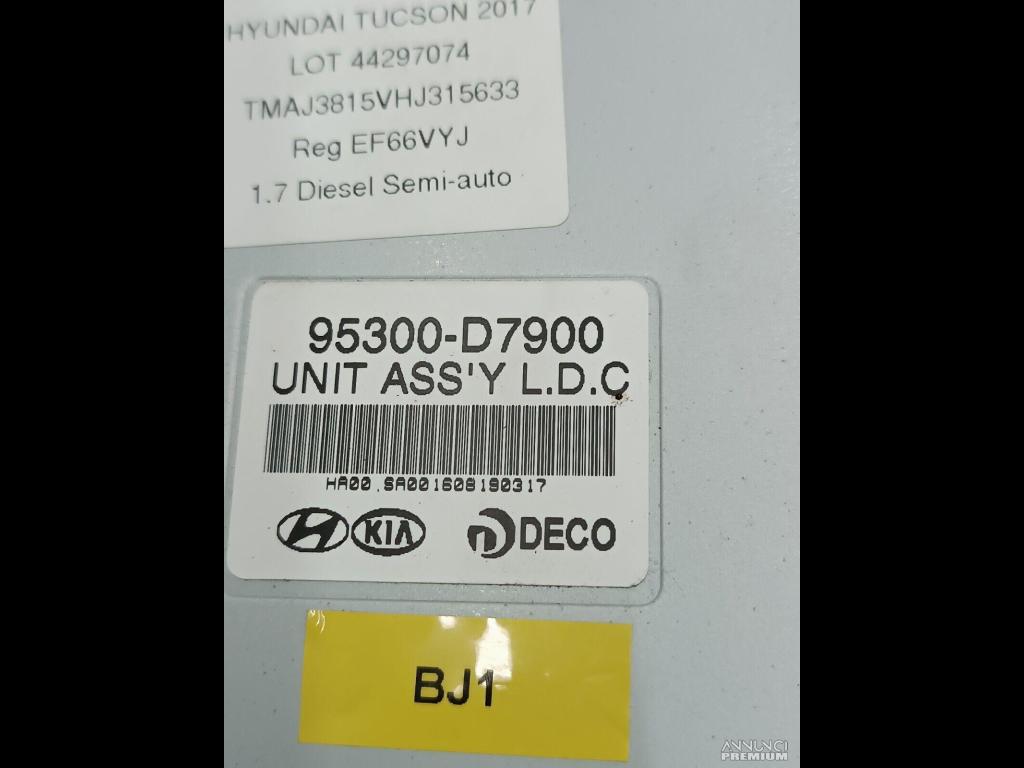 HYUNDAI TUCSON 2017
LOT 44297074
TMAJ3815VHJ315633
Reg EF66VYJ
1.7 Diesel Semi-auto
95300-D7900
UNIT ASS'Y L.D.C
HA00 SA001608190317
KIA DECO
BJ1
ANNUNCI
PREMIUM